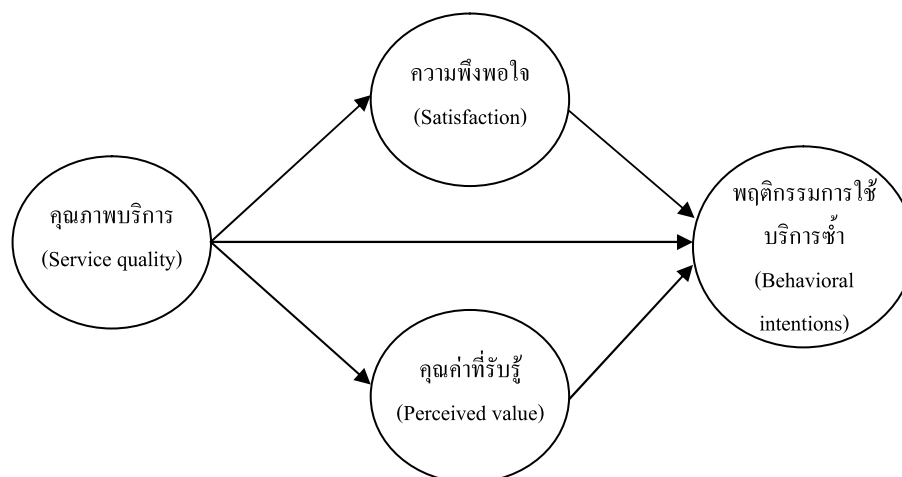 ความพึงพอใจ
(Satisfaction)
คุณภาพบริการ
(Service quality)
พฤติกรรมการใช้
บริการซ้ำ
(Behavioral
intentions)
คุณค่าที่รับรู้
(Perceived value)